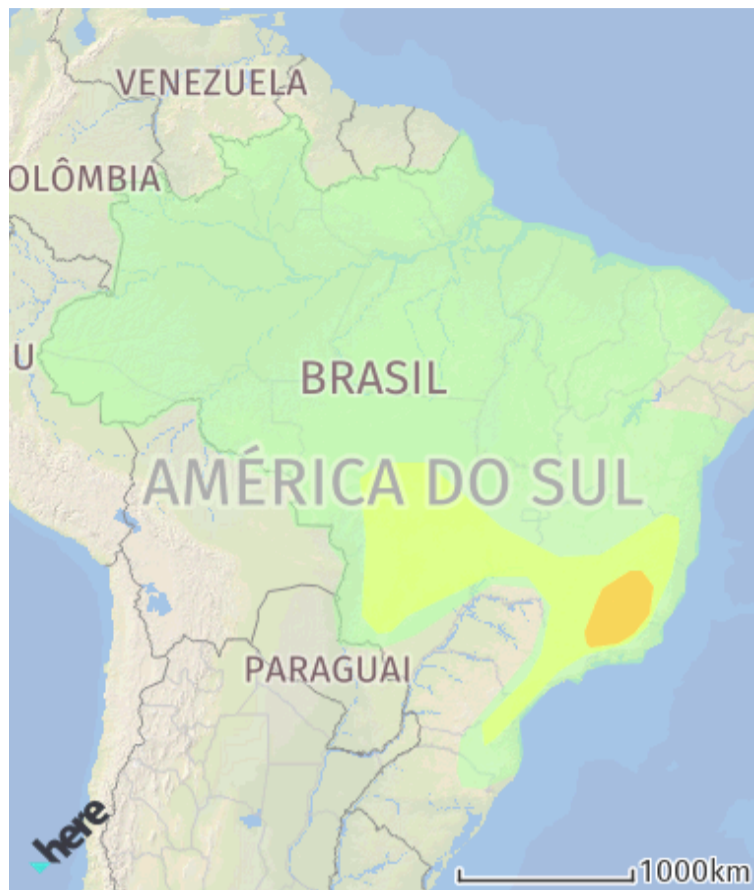 VENEZUELA
OLÔMBIA
U
BRASIL
AMÉRICA DO SUL
PARAGUAI
here
1000km